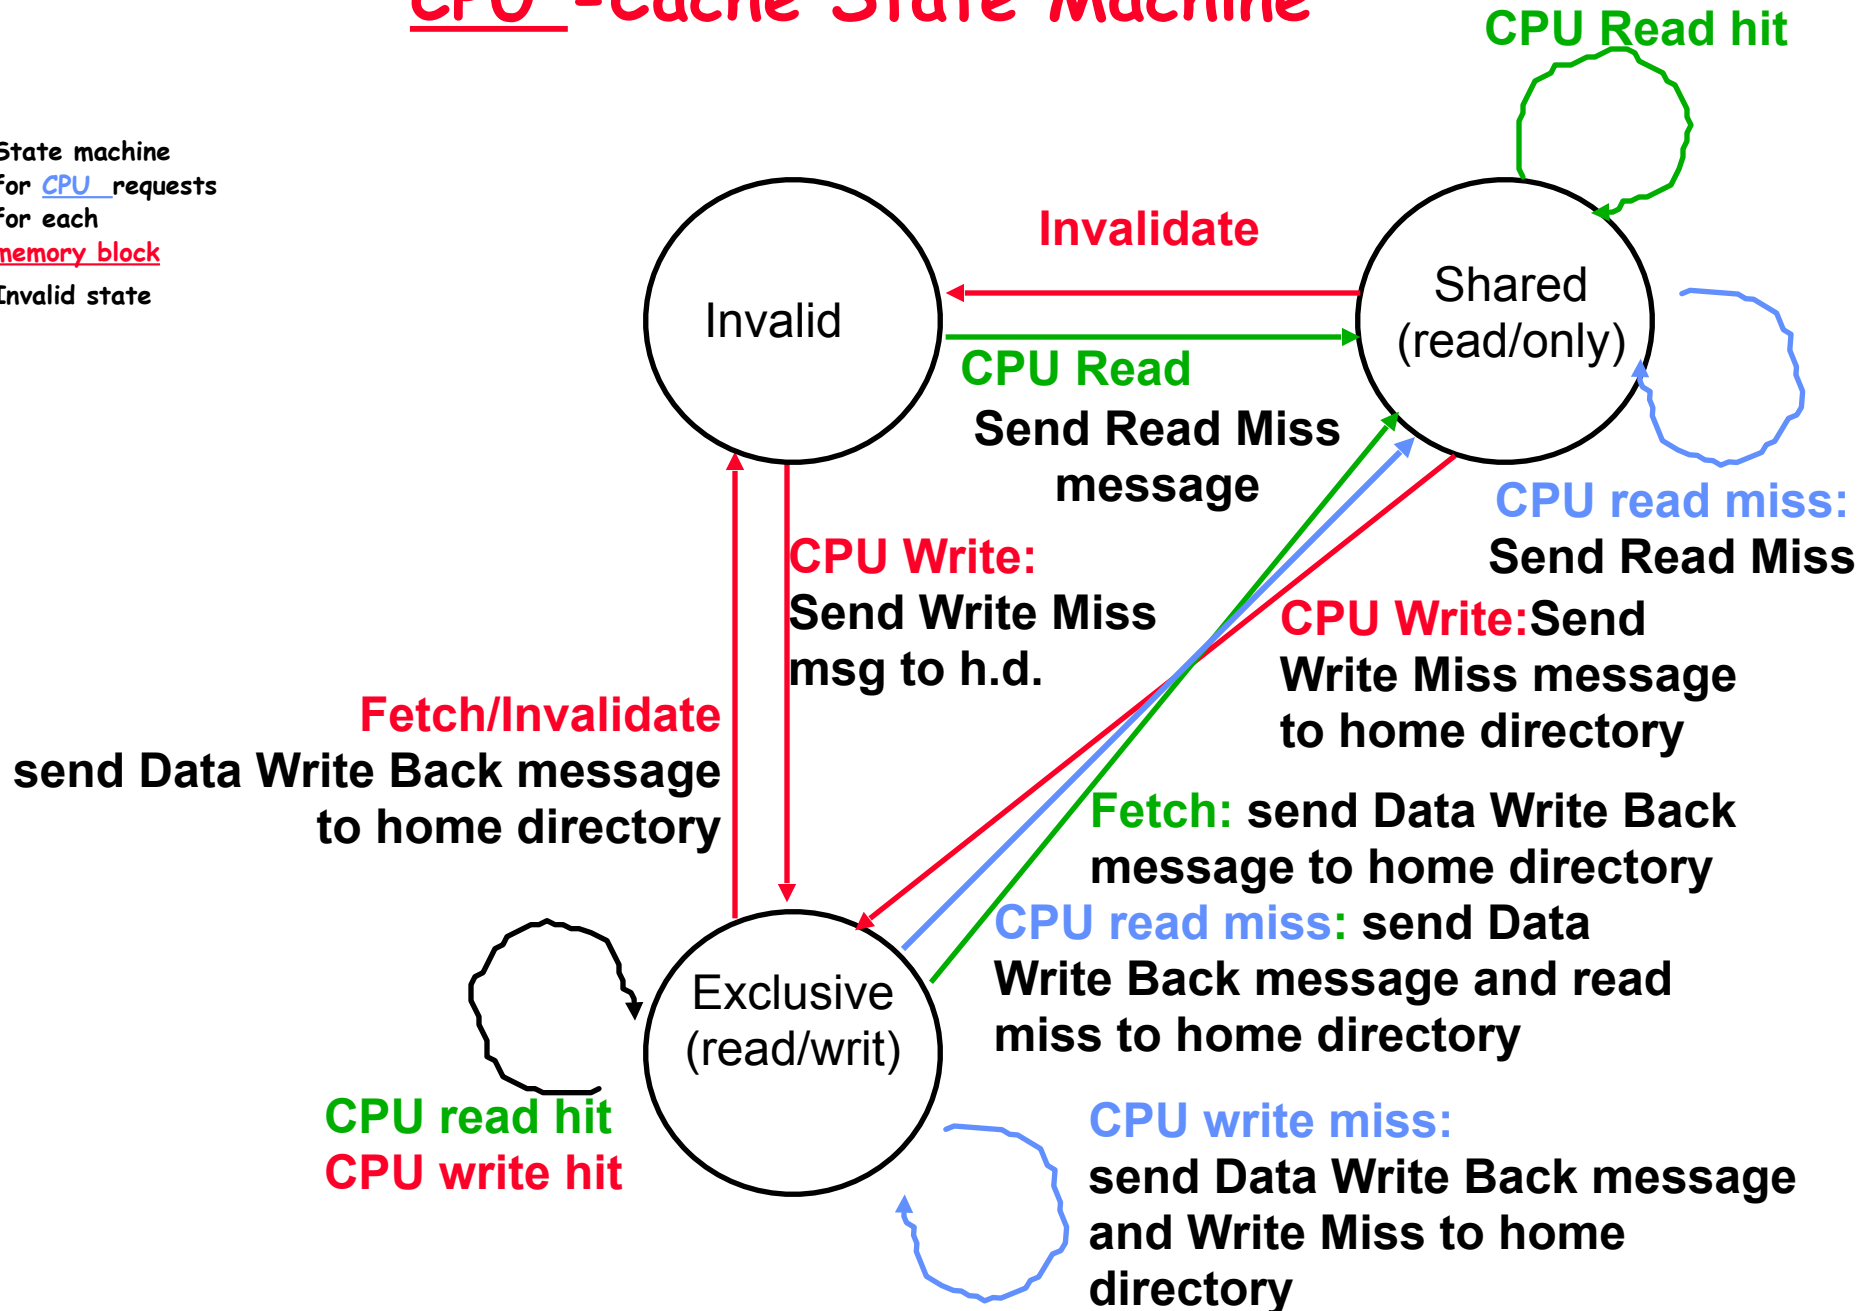 CPU -Cache State Machine
State machine
for CPU requests
for each
memory block
Invalid state
CPU Read hit
Invalidate
Invalid
Shared
(read/only)
CPU Read
Send Read Miss
message
CPU read miss:
Send Read Miss
CPU Write:
Send Write Miss
msg to h.d.
CPU Write:Send
Write Miss message
to home directory
Fetch/Invalidate
send Data Write Back message
to home directory
Fetch: send Data Write Back
message to home directory
CPU read miss: send Data
Write Back message and read
miss to home directory
Exclusive
(read/writ)
CPU read hit
CPU write hit
CPU write miss:
send Data Write Back message
and Write Miss to home
directory